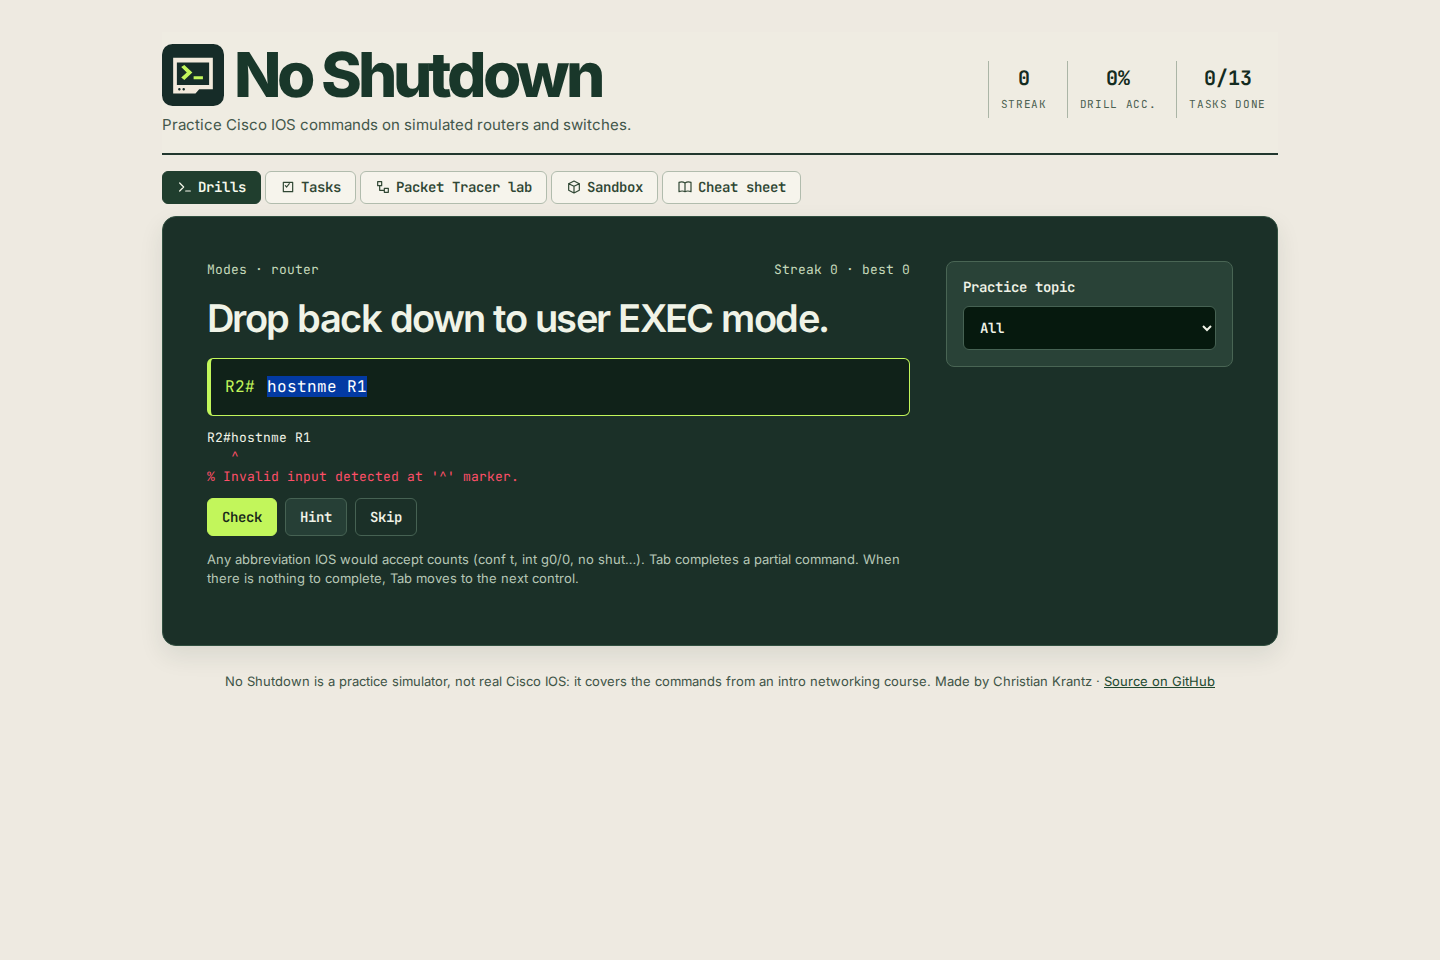 No Shutdown
Practice Cisco IOS commands on simulated routers and switches.
0
STREAK
0%
DRILL ACC.
0/13
TASKS DONE
Drills
Tasks
Packet Tracer lab
Sandbox
Cheat sheet
Modes · router
Streak 0 · best 0
Drop back down to user EXEC mode.
R2# hostnme R1
R2#hostnme R1
^
% Invalid input detected at '^' marker.
Check
Hint
Skip
Any abbreviation IOS would accept counts (conf t, int g0/0, no shut…). Tab completes a partial command. When
there is nothing to complete, Tab moves to the next control.
Practice topic
All
No Shutdown is a practice simulator, not real Cisco IOS: it covers the commands from an intro networking course. Made by Christian Krantz · Source on GitHub